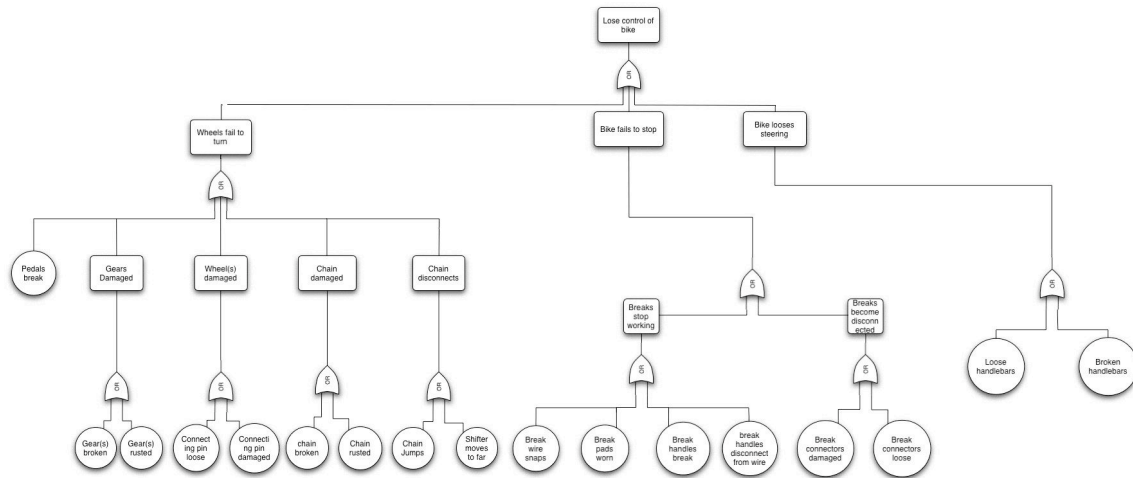 Lose control of
bike
OR
Wheels fail to
turn
Bike fails to stop
Bike looses
steering
OR
Pedals
break
Gears
Damaged
Wheel(s)
damaged
Chain
damaged
Chain
disconnects
OR
OR
Breaks
stop
working
Breaks
become
disconn
ected
Loose
handlebars
Broken
handlebars
OR
OR
OR
OR
OR
OR
Gear(s)
broken
Gear(s)
rusted
Connect
ing pin
loose
Connecti
ng pin
damaged
chain
broken
Chain
rusted
Chain
Jumps
Shifter
moves to
far
Break
wire
snaps
Break
pads
worn
Break
handles
break
break
handles
disconnect
from wire
Break
connectors
damaged
Break
connectors
loose